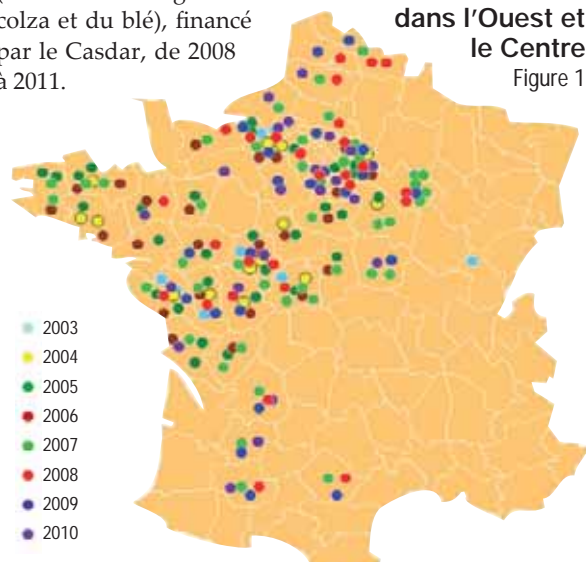 colza et du blé), financé
par le Casdar, de 2008
à 2011.
dans l'Ouest et
le Centre
Figure 1
2003
2004
2005
2006
2007
2008
2009
2010